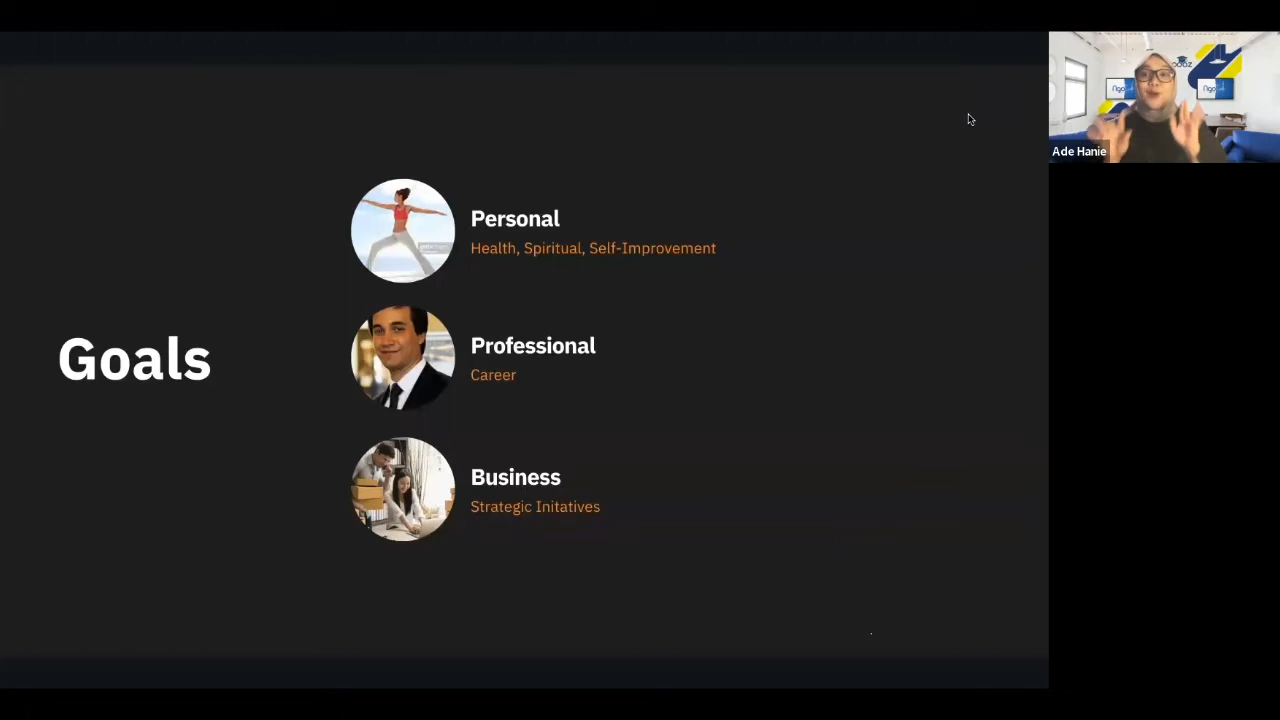 Goals
Personal
Health, Spiritual, Self-Improvement
Professional
Career
Business
Strategic Initatives
Ade Hanie